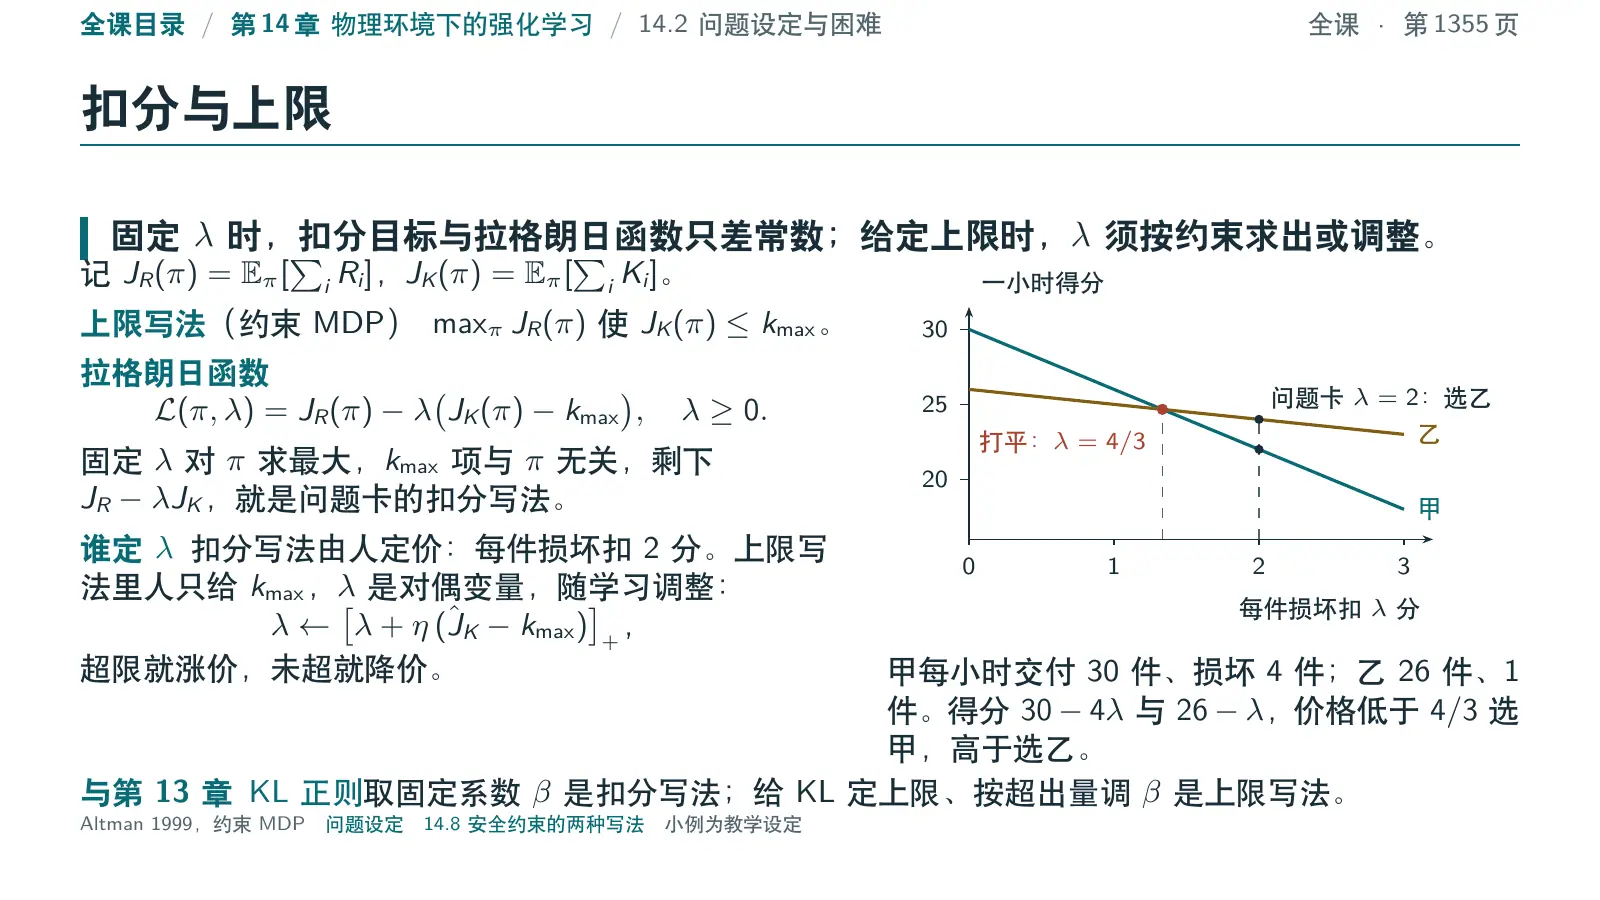 全课目录 / 第 14 章 物理环境下的强化学习 / 14.2 问题设定与困难
全课 · 第 1355 页
扣分与上限
固定 λ 时，扣分目标与拉格朗日函数只差常数；给定上限时，λ 须按约束求出或调整。
记 J_R(π) = 𝔼_π[∑_i R_i]，J_K(π) = 𝔼_π[∑_i K_i]。
上限写法（约束 MDP） max_π J_R(π) 使 J_K(π) ≤ k_max。
拉格朗日函数
ℒ(π, λ) = J_R(π) − λ(J_K(π) − k_max), λ ≥ 0.
固定 λ 对 π 求最大，k_max 项与 π 无关，剩下
J_R − λJ_K，就是问题卡的扣分写法。
谁定 λ 扣分写法由人定价：每件损坏扣 2 分。上限写
法里人只给 k_max，λ 是对偶变量，随学习调整：
λ ← [λ + η (Ĵ_K − k_max)]_+ ,
超限就涨价，未超就降价。
一小时得分
30
25
20
问题卡 λ = 2：选乙
打平：λ = 4/3
乙
甲
0 1 2 3
每件损坏扣 λ 分
甲每小时交付 30 件、损坏 4 件；乙 26 件、1
件。得分 30 − 4λ 与 26 − λ，价格低于 4/3 选
甲，高于选乙。
与第 13 章 KL 正则取固定系数 β 是扣分写法；给 KL 定上限、按超出量调 β 是上限写法。
Altman 1999，约束 MDP 问题设定 14.8 安全约束的两种写法 小例为教学设定